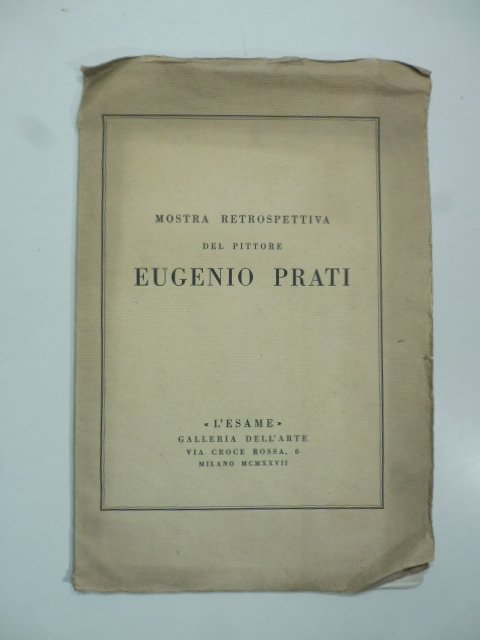 MOSTRA RETROSPETTIVA
DEL PITTORE
EUGENIO PRATI
« L'ESAME »
GALLERIA DELL'ARTE
VIA CROCE ROSSA, 6
MILANO MCMXXVII